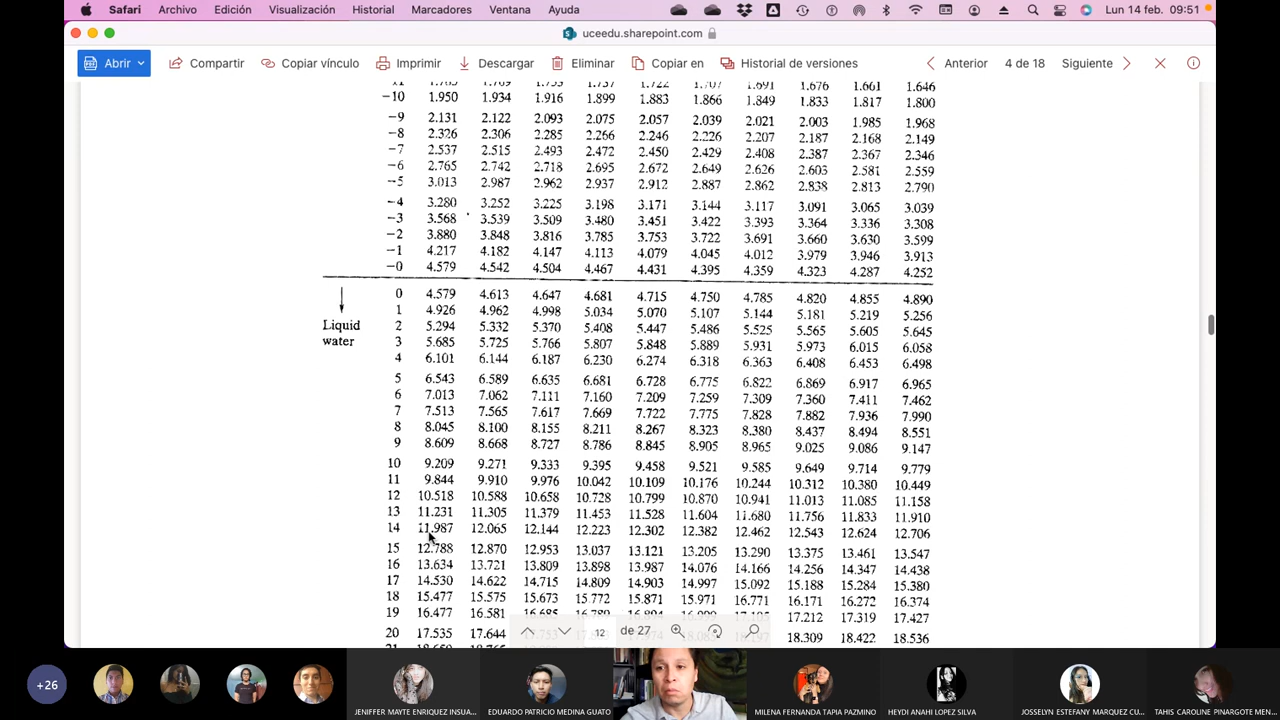 Safari Archivo Edición Visualización Historial Marcadores Ventana Ayuda Lun 14 feb. 09:51
uceedu.sharepoint.com
Abrir Compartir Copiar vínculo Imprimir Descargar Eliminar Copiar en Historial de versiones Anterior 4 de 18 Siguiente
1.691 1.676 1.661 1.646
−10 1.950 1.934 1.916 1.899 1.883 1.866 1.849 1.833 1.817 1.800
−9 2.131 2.122 2.093 2.075 2.057 2.039 2.021 2.003 1.985 1.968
−8 2.326 2.306 2.285 2.266 2.246 2.226 2.207 2.187 2.168 2.149
−7 2.537 2.515 2.493 2.472 2.450 2.429 2.408 2.387 2.367 2.346
−6 2.765 2.742 2.718 2.695 2.672 2.649 2.626 2.603 2.581 2.559
−5 3.013 2.987 2.962 2.937 2.912 2.887 2.862 2.838 2.813 2.790
−4 3.280 3.252 3.225 3.198 3.171 3.144 3.117 3.091 3.065 3.039
−3 3.568 3.539 3.509 3.480 3.451 3.422 3.393 3.364 3.336 3.308
−2 3.880 3.848 3.816 3.785 3.753 3.722 3.691 3.660 3.630 3.599
−1 4.217 4.182 4.147 4.113 4.079 4.045 4.012 3.979 3.946 3.913
−0 4.579 4.542 4.504 4.467 4.431 4.395 4.359 4.323 4.287 4.252
0 4.579 4.613 4.647 4.681 4.715 4.750 4.785 4.820 4.855 4.890
1 4.926 4.962 4.998 5.034 5.070 5.107 5.144 5.181 5.219 5.256
Liquid 2 5.294 5.332 5.370 5.408 5.447 5.486 5.525 5.565 5.605 5.645
water 3 5.685 5.725 5.766 5.807 5.848 5.889 5.931 5.973 6.015 6.058
4 6.101 6.144 6.187 6.230 6.274 6.318 6.363 6.408 6.453 6.498
5 6.543 6.589 6.635 6.681 6.728 6.775 6.822 6.869 6.917 6.965
6 7.013 7.062 7.111 7.160 7.209 7.259 7.309 7.360 7.411 7.462
7 7.513 7.565 7.617 7.669 7.722 7.775 7.828 7.882 7.936 7.990
8 8.045 8.100 8.155 8.211 8.267 8.323 8.380 8.437 8.494 8.551
9 8.609 8.668 8.727 8.786 8.845 8.905 8.965 9.025 9.086 9.147
10 9.209 9.271 9.333 9.395 9.458 9.521 9.585 9.649 9.714 9.779
11 9.844 9.910 9.976 10.042 10.109 10.176 10.244 10.312 10.380 10.449
12 10.518 10.588 10.658 10.728 10.799 10.870 10.941 11.013 11.085 11.158
13 11.231 11.305 11.379 11.453 11.528 11.604 11.680 11.756 11.833 11.910
14 11.987 12.065 12.144 12.223 12.302 12.382 12.462 12.543 12.624 12.706
15 12.788 12.870 12.953 13.037 13.121 13.205 13.290 13.375 13.461 13.547
16 13.634 13.721 13.809 13.898 13.987 14.076 14.166 14.256 14.347 14.438
17 14.530 14.622 14.715 14.809 14.903 14.997 15.092 15.188 15.284 15.380
18 15.477 15.575 15.673 15.772 15.871 15.971 16.771 16.171 16.272 16.374
19 16.477 16.581 16.685 17.212 17.319 17.427
20 17.535 17.644 18.309 18.422 18.536
12 de 27
+26
JENIFFER MAYTE ENRIQUEZ INSUA...
EDUARDO PATRICIO MEDINA GUATO
MILENA FERNANDA TAPIA PAZMINO
HEYDI ANAHI LOPEZ SILVA
JOSSELYN ESTEFANY MARQUEZ CU...
TAHIS CAROLINE PINARGOTE MEN...